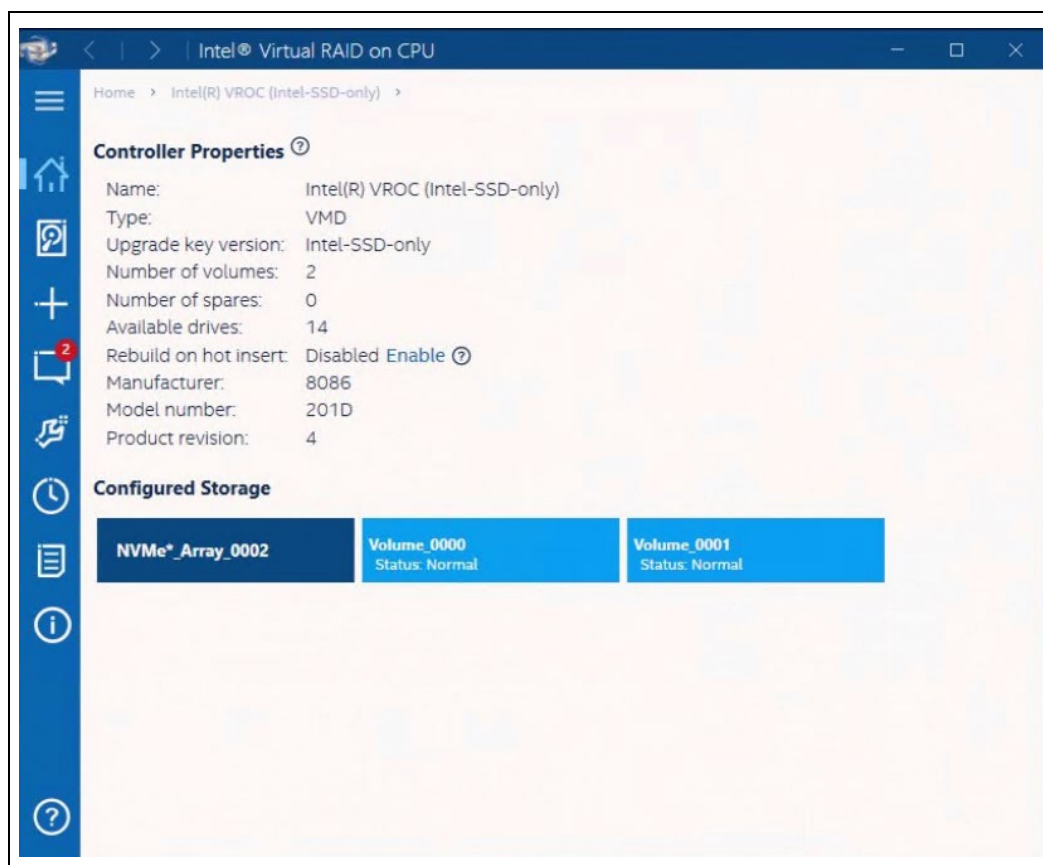 Intel® Virtual RAID on CPU
Home > Intel(R) VROC (Intel-SSD-only) >
Controller Properties ?
Name: Intel(R) VROC (Intel-SSD-only)
Type: VMD
Upgrade key version: Intel-SSD-only
Number of volumes: 2
Number of spares: 0
Available drives: 14
Rebuild on hot insert: Disabled Enable ?
Manufacturer: 8086
Model number: 201D
Product revision: 4
2
Configured Storage
NVMe*_Array_0002
Volume_0000
Status: Normal
Volume_0001
Status: Normal